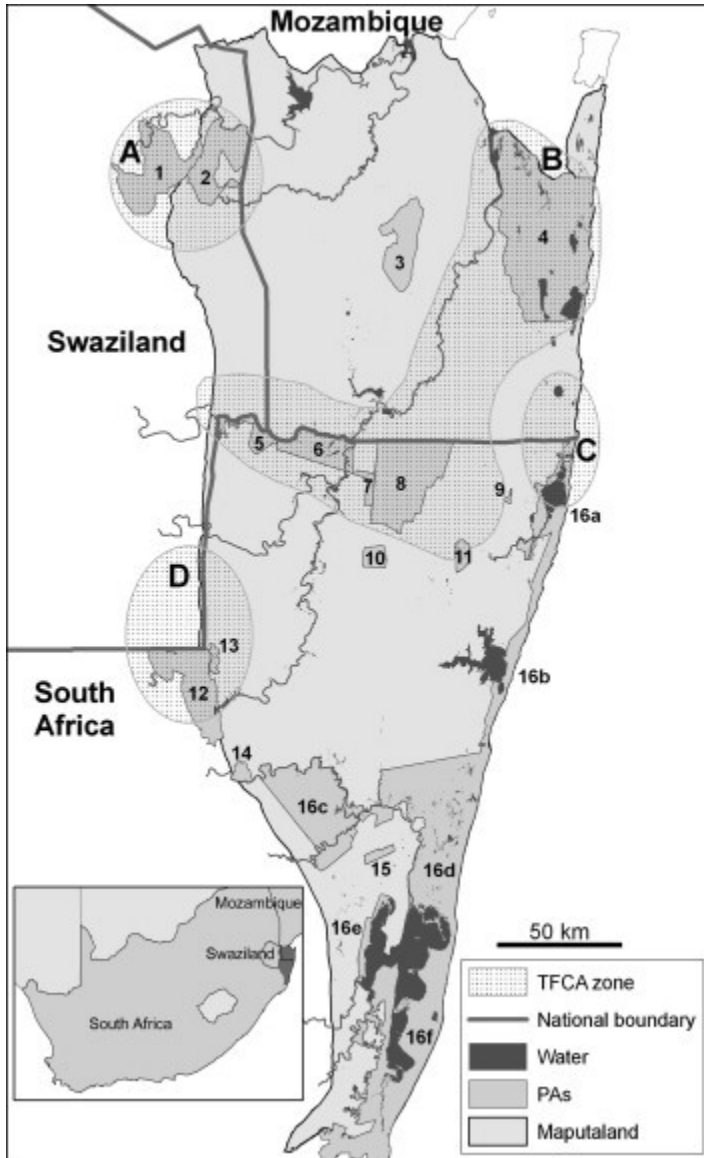 Mozambique
A
B
1
2
4
3
Swaziland
5
6
C
7
8
9
16a
10
11
D
13
12
16b
South
Africa
14
16c
15
16d
16e
16f
Mozambique
Swaziland
South Africa
50 km
TFCA zone
National boundary
Water
PAs
Maputaland